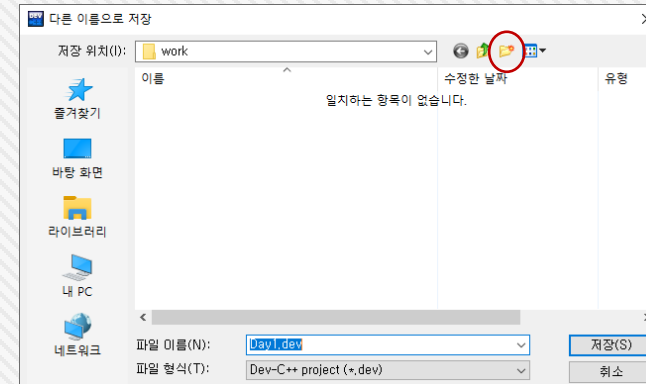 DEV
다른 이름으로 저장
저장 위치(I):
work
이름
수정한 날짜
유형
일치하는 항목이 없습니다.
즐겨찾기
바탕 화면
라이브러리
내 PC
네트워크
파일 이름(N):
Day1.dev
저장(S)
파일 형식(T):
Dev-C++ project (*.dev)
취소